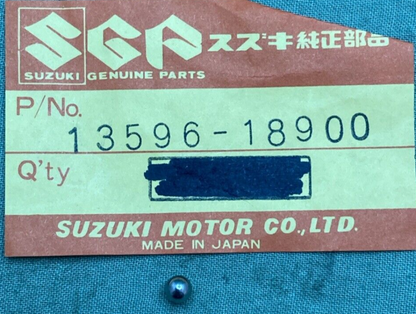 SGP スズキ純正部品
SUZUKI GENUINE PARTS
P/No. 13596-18900
Q'ty
SUZUKI MOTOR CO.,LTD.
MADE IN JAPAN